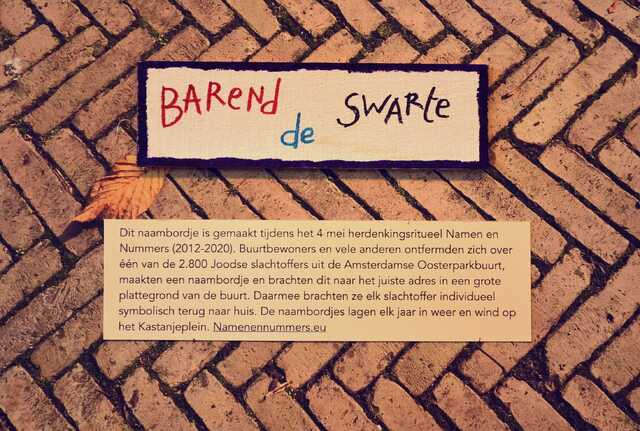 BARENd de SWARte
Dit naambordje is gemaakt tijdens het 4 mei herdenkingsritueel Namen en
Nummers (2012-2020). Buurtbewoners en vele anderen ontfermden zich over
één van de 2.800 Joodse slachtoffers uit de Amsterdamse Oosterparkbuurt,
maakten een naambordje en brachten dit naar het juiste adres in een grote
plattegrond van de buurt. Daarmee brachten ze elk slachtoffer individueel
symbolisch terug naar huis. De naambordjes lagen elk jaar in weer en wind op
het Kastanjeplein. Namenennummers.eu